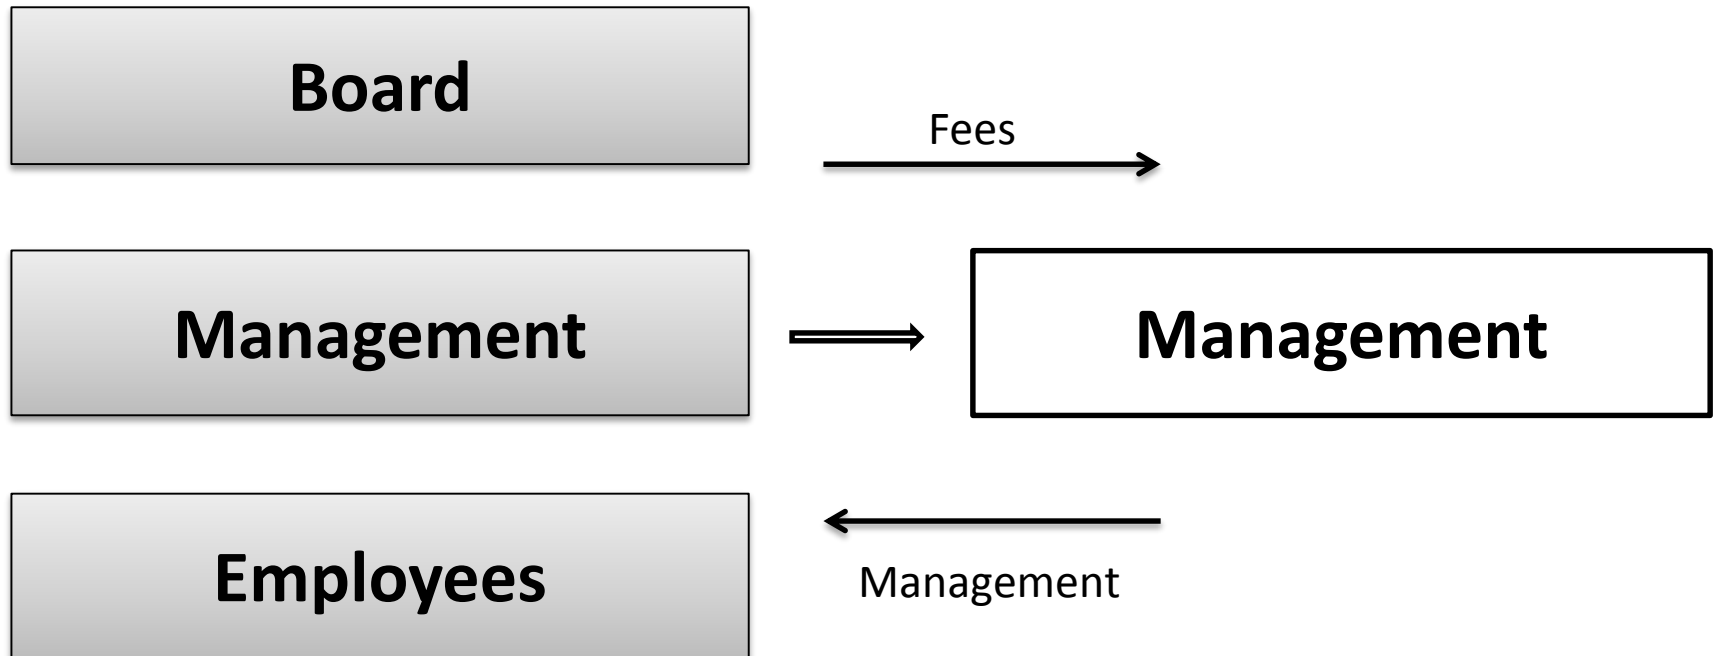 Board
Fees
Management
Management
Employees
Management